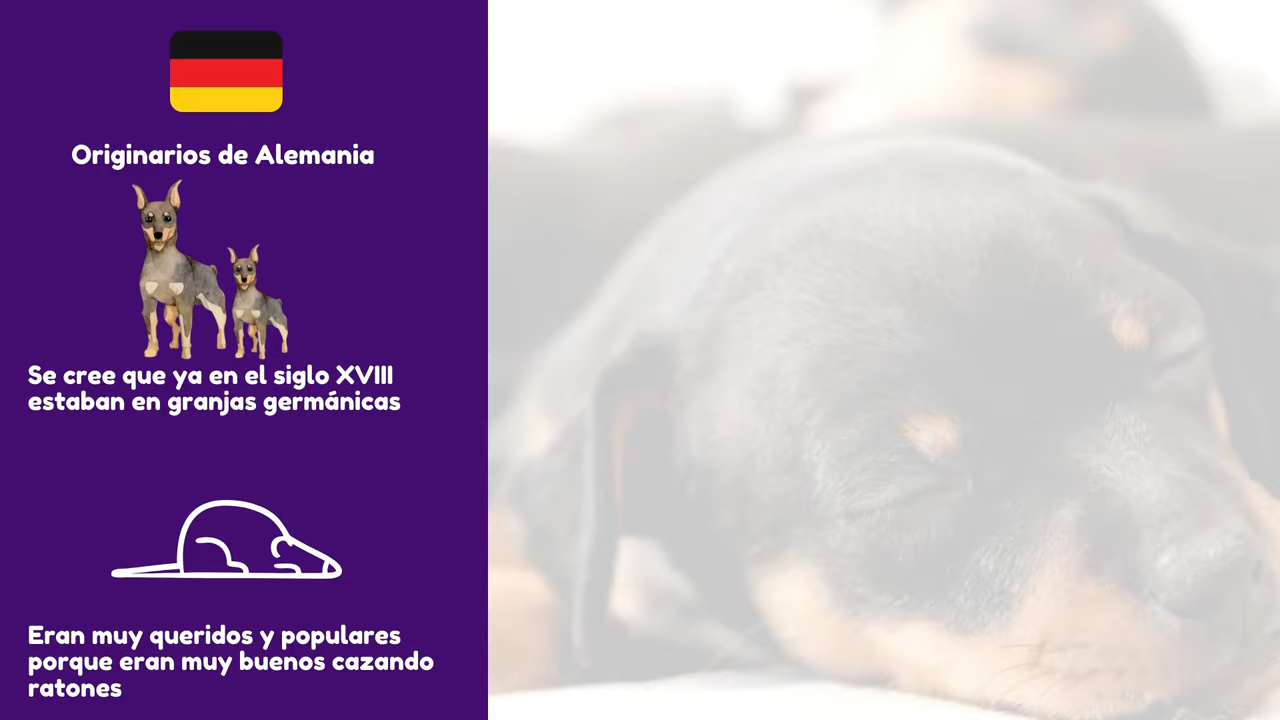 Originarios de Alemania
Se cree que ya en el siglo XVIII
estaban en granjas germánicas
Eran muy queridos y populares
porque eran muy buenos cazando
ratones